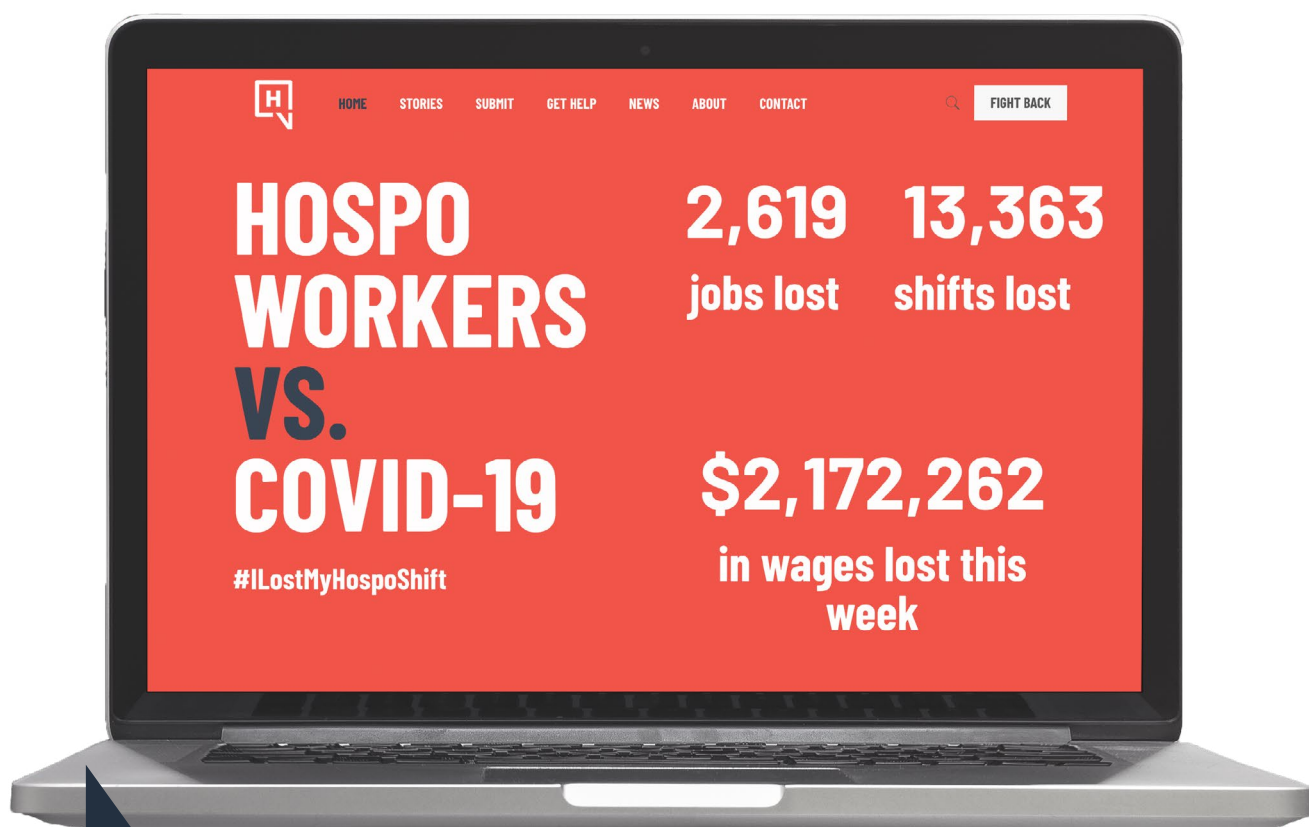 H
HOME STORIES SUBMIT GET HELP NEWS ABOUT CONTACT FIGHT BACK
HOSPO
WORKERS
VS.
COVID-19
#ILostMyHospoShift
2,619 13,363
jobs lost shifts lost
$2,172,262
in wages lost this
week